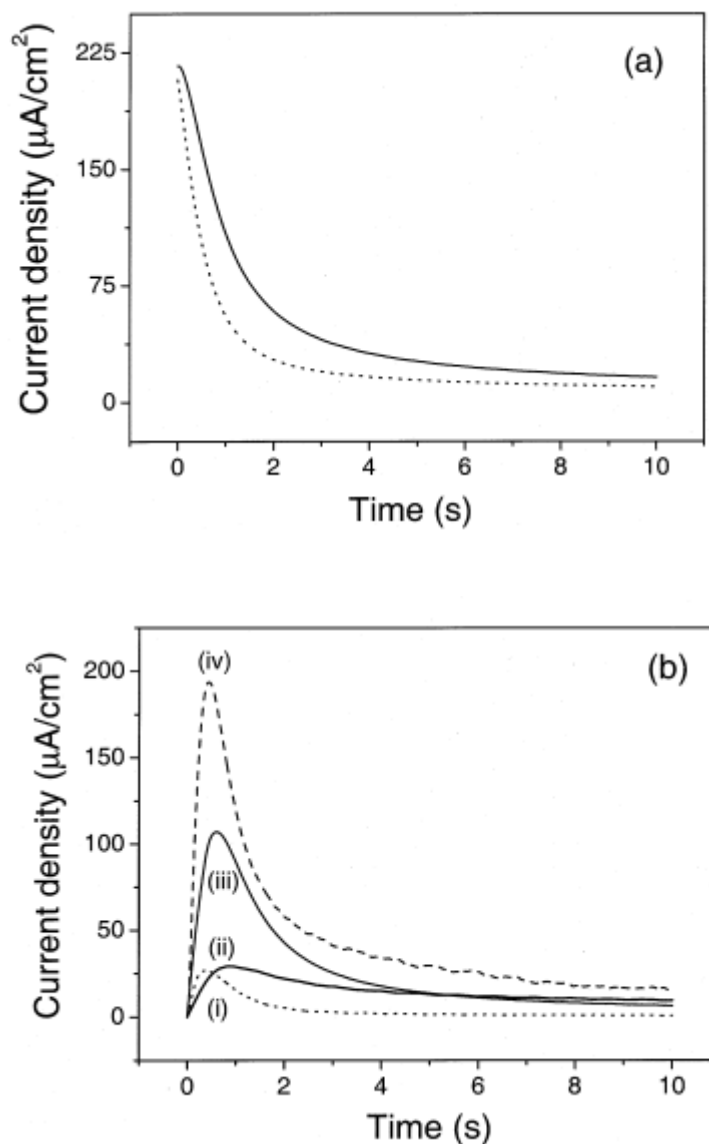 (a)
Current density (μA/cm²)
225
150
75
0
0 2 4 6 8 10
Time (s)
(b)
Current density (μA/cm²)
200
150
100
50
0
(iv)
(iii)
(ii)
(i)
0 2 4 6 8 10
Time (s)